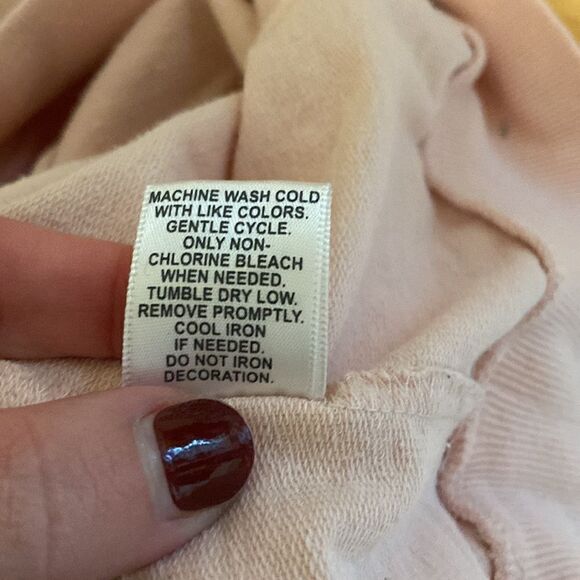 MACHINE WASH COLD
WITH LIKE COLORS.
GENTLE CYCLE.
ONLY NON-
CHLORINE BLEACH
WHEN NEEDED.
TUMBLE DRY LOW.
REMOVE PROMPTLY.
COOL IRON
IF NEEDED.
DO NOT IRON
DECORATION.